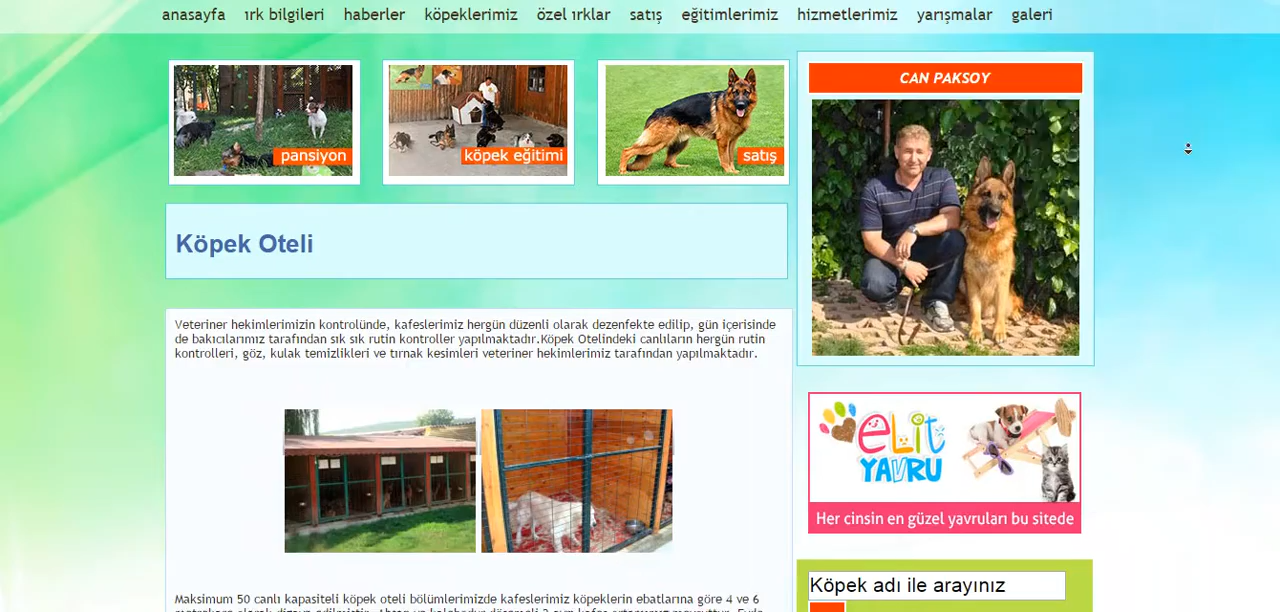 anasayfa ırk bilgileri haberler köpeklerimiz özel ırklar satış eğitimlerimiz hizmetlerimiz yarışmalar galeri
pansiyon
köpek eğitimi
satış
CAN PAKSOY
Köpek Oteli
Veteriner hekimlerimizin kontrolünde, kafeslerimiz hergün düzenli olarak dezenfekte edilip, gün içerisinde
de bakıcılarımız tarafından sık sık rutin kontroller yapılmaktadır.Köpek Otelindeki canlıların hergün rutin
kontrolleri, göz, kulak temizlikleri ve tırnak kesimleri veteriner hekimlerimiz tarafından yapılmaktadır.
eLit
YAVRU
Her cinsin en güzel yavruları bu sitede
Köpek adı ile arayınız
Maksimum 50 canlı kapasiteli köpek oteli bölümlerimizde kafeslerimiz köpeklerin ebatlarına göre 4 ve 6